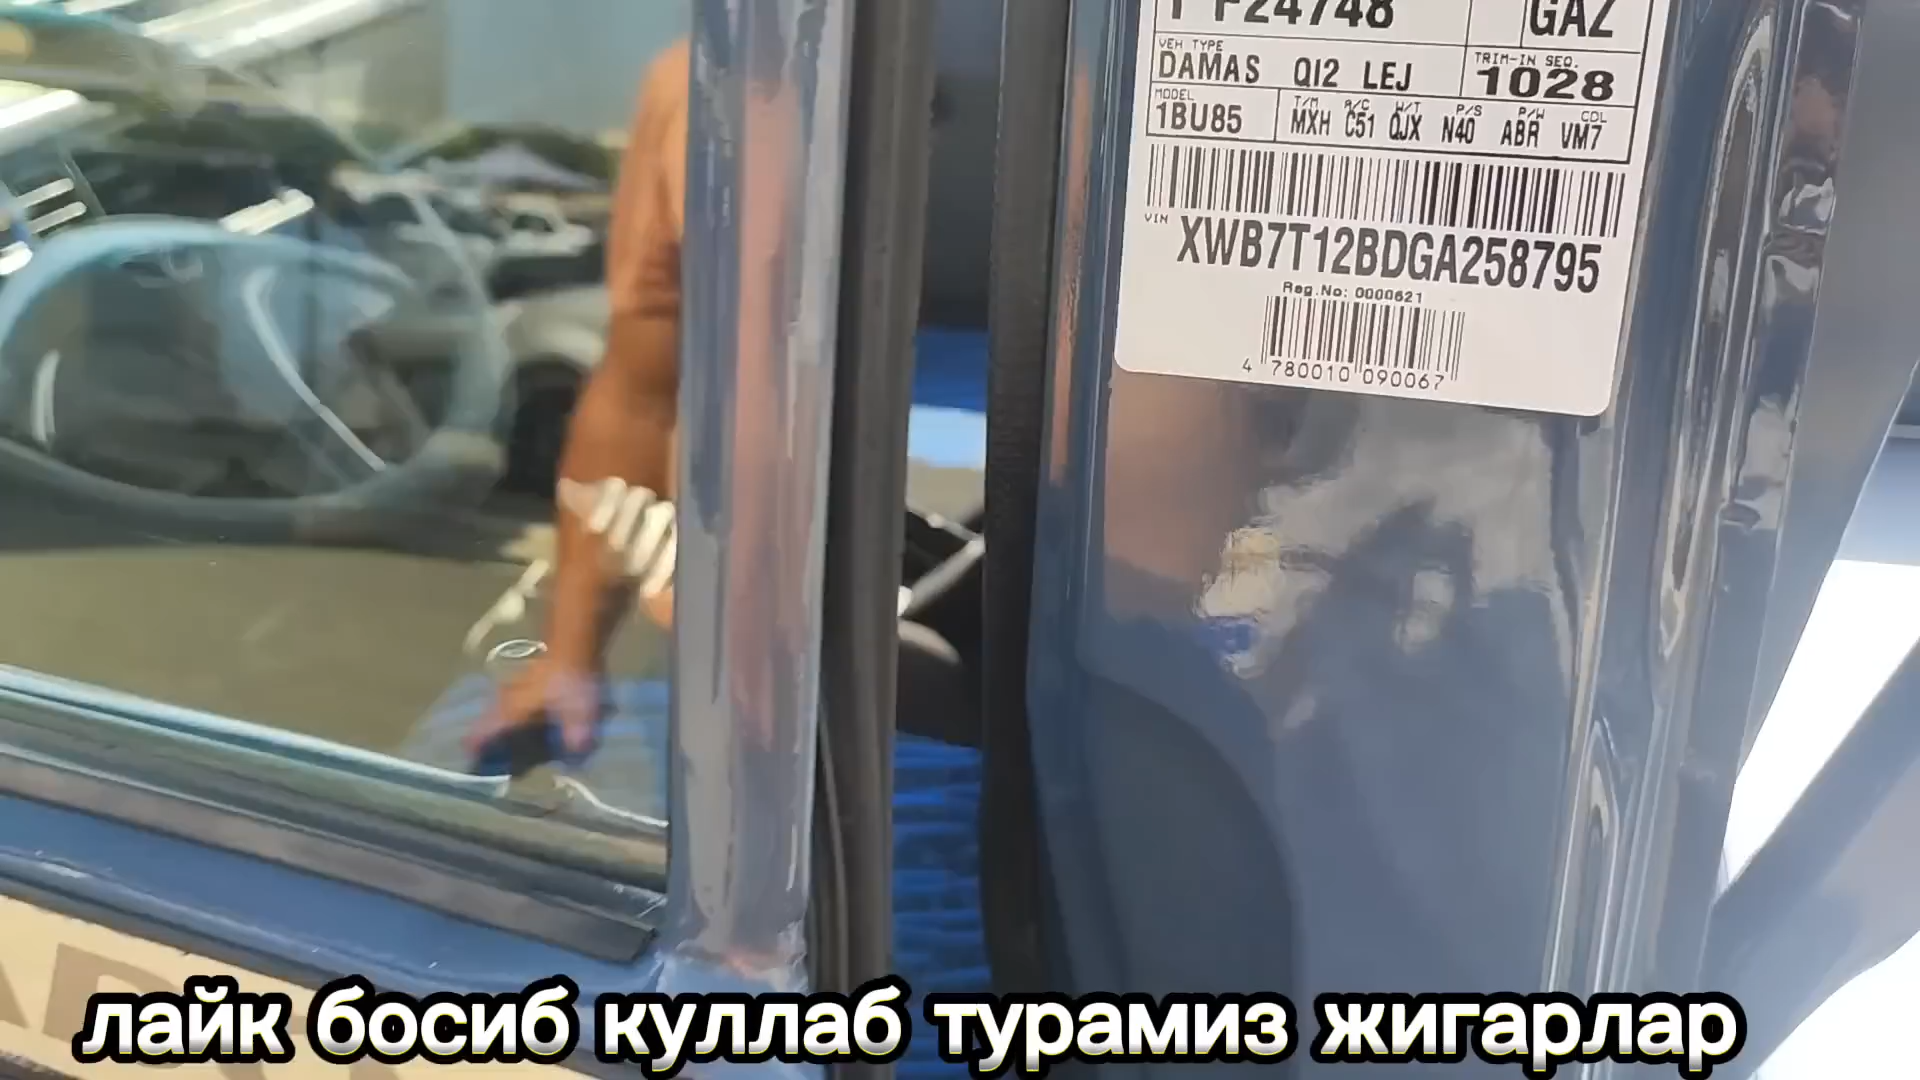 F24748 GAZ
VEH TYPE
DAMAS QI2 LEJ
TRIM-IN SEQ.
1028
MODEL
1BU85
T/M A/C W/T P/S P/W CDL
MXH C51 QJX N40 ABR VM7
VIN
XWB7T12BDGA258795
Reg.No: 0000621
4 780010 090067
лайк босиб куллаб турамиз жигарлар